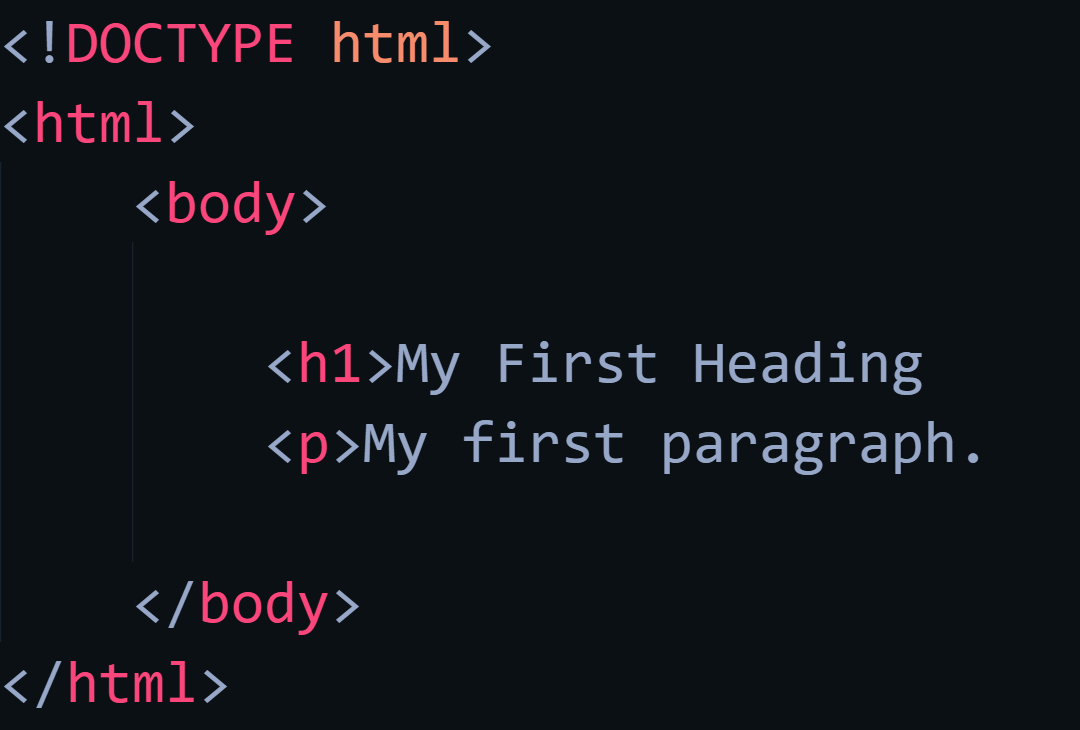 <!DOCTYPE html>
<html>
<body>
<h1>My First Heading
<p>My first paragraph.
</body>
</html>